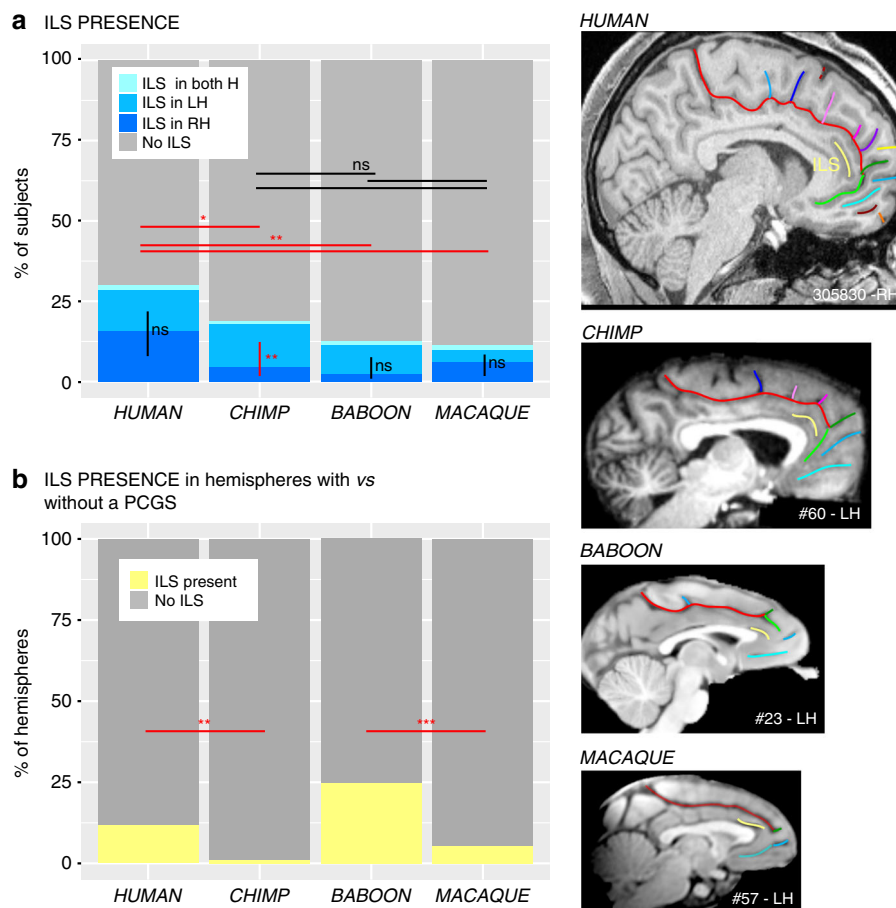 a ILS PRESENCE
100
75
50
25
0
% of subjects
ILS in both H
ILS in LH
ILS in RH
No ILS
ns
*
**
ns
**
ns
ns
HUMAN CHIMP BABOON MACAQUE
b ILS PRESENCE in hemispheres with vs
without a PCGS
100
75
50
25
0
% of hemispheres
ILS present
No ILS
**
***
HUMAN CHIMP BABOON MACAQUE
HUMAN
ILS
305830 -RH
CHIMP
#60 - LH
BABOON
#23 - LH
MACAQUE
#57 - LH